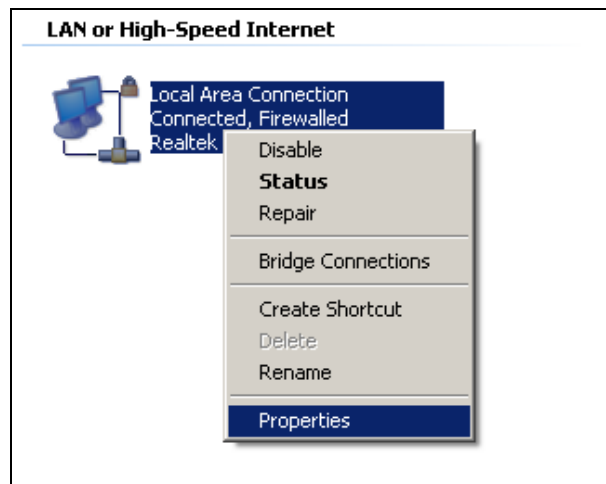 LAN or High-Speed Internet
Local Area Connection
Connected, Firewalled
Realtek
Disable
Status
Repair
Bridge Connections
Create Shortcut
Delete
Rename
Properties